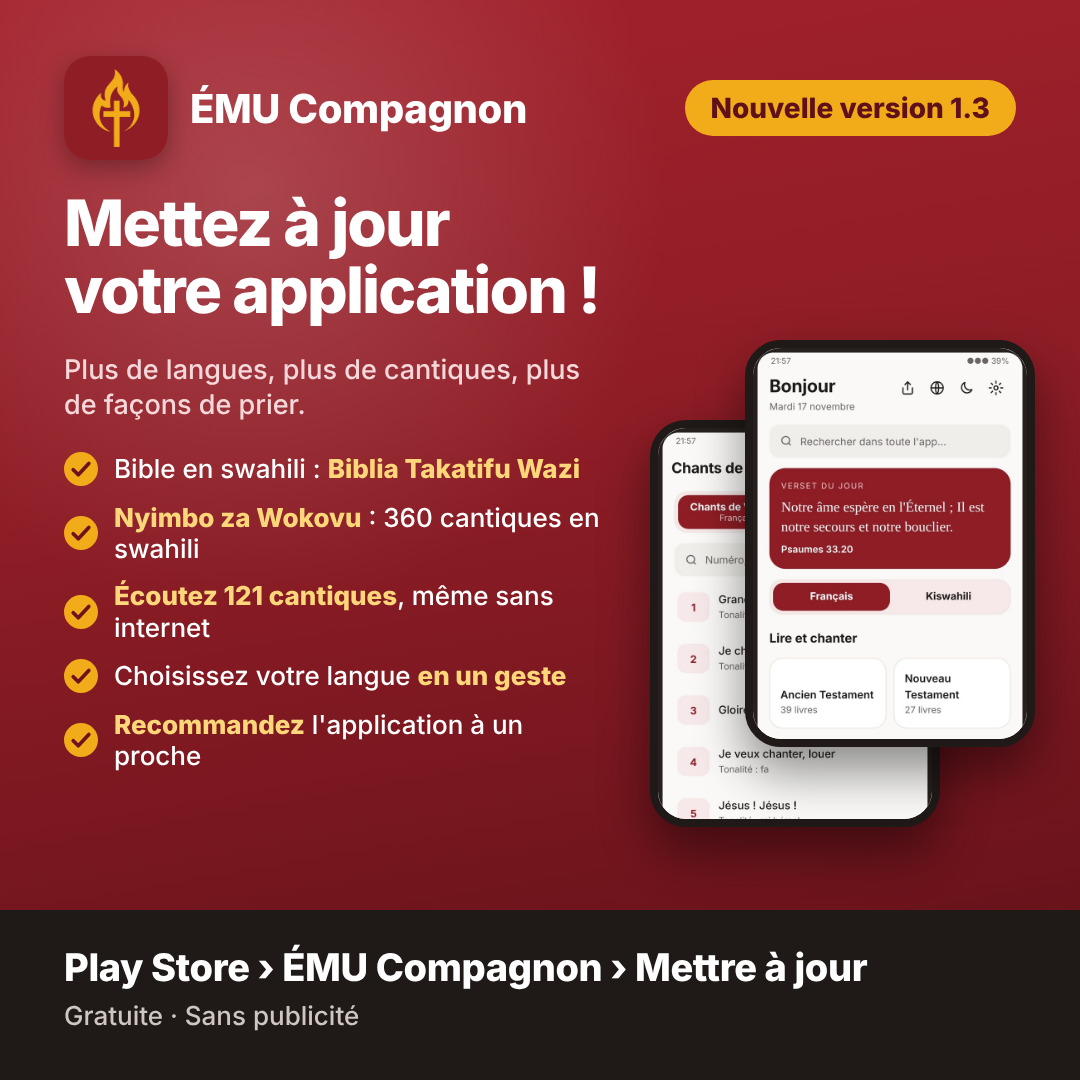 ÉMU Compagnon
Nouvelle version 1.3
Mettez à jour
votre application !
Plus de langues, plus de cantiques, plus
de façons de prier.
Bible en swahili : Biblia Takatifu Wazi
Nyimbo za Wokovu : 360 cantiques en
swahili
Écoutez 121 cantiques, même sans
internet
Choisissez votre langue en un geste
Recommandez l'application à un
proche
21:57
Chants de
Chants de
Numéro
1
2
Je
3
4
Je veux chanter, louer
Tonalité : fa
5
Jésus ! Jésus !
21:57
39%
Bonjour
Mardi 17 novembre
Rechercher dans toute l'app...
VERSET DU JOUR
Notre âme espère en l'Éternel ; Il est
notre secours et notre bouclier.
Psaumes 33.20
Français
Kiswahili
Lire et chanter
Ancien Testament
39 livres
Nouveau
Testament
27 livres
Play Store › ÉMU Compagnon › Mettre à jour
Gratuite · Sans publicité